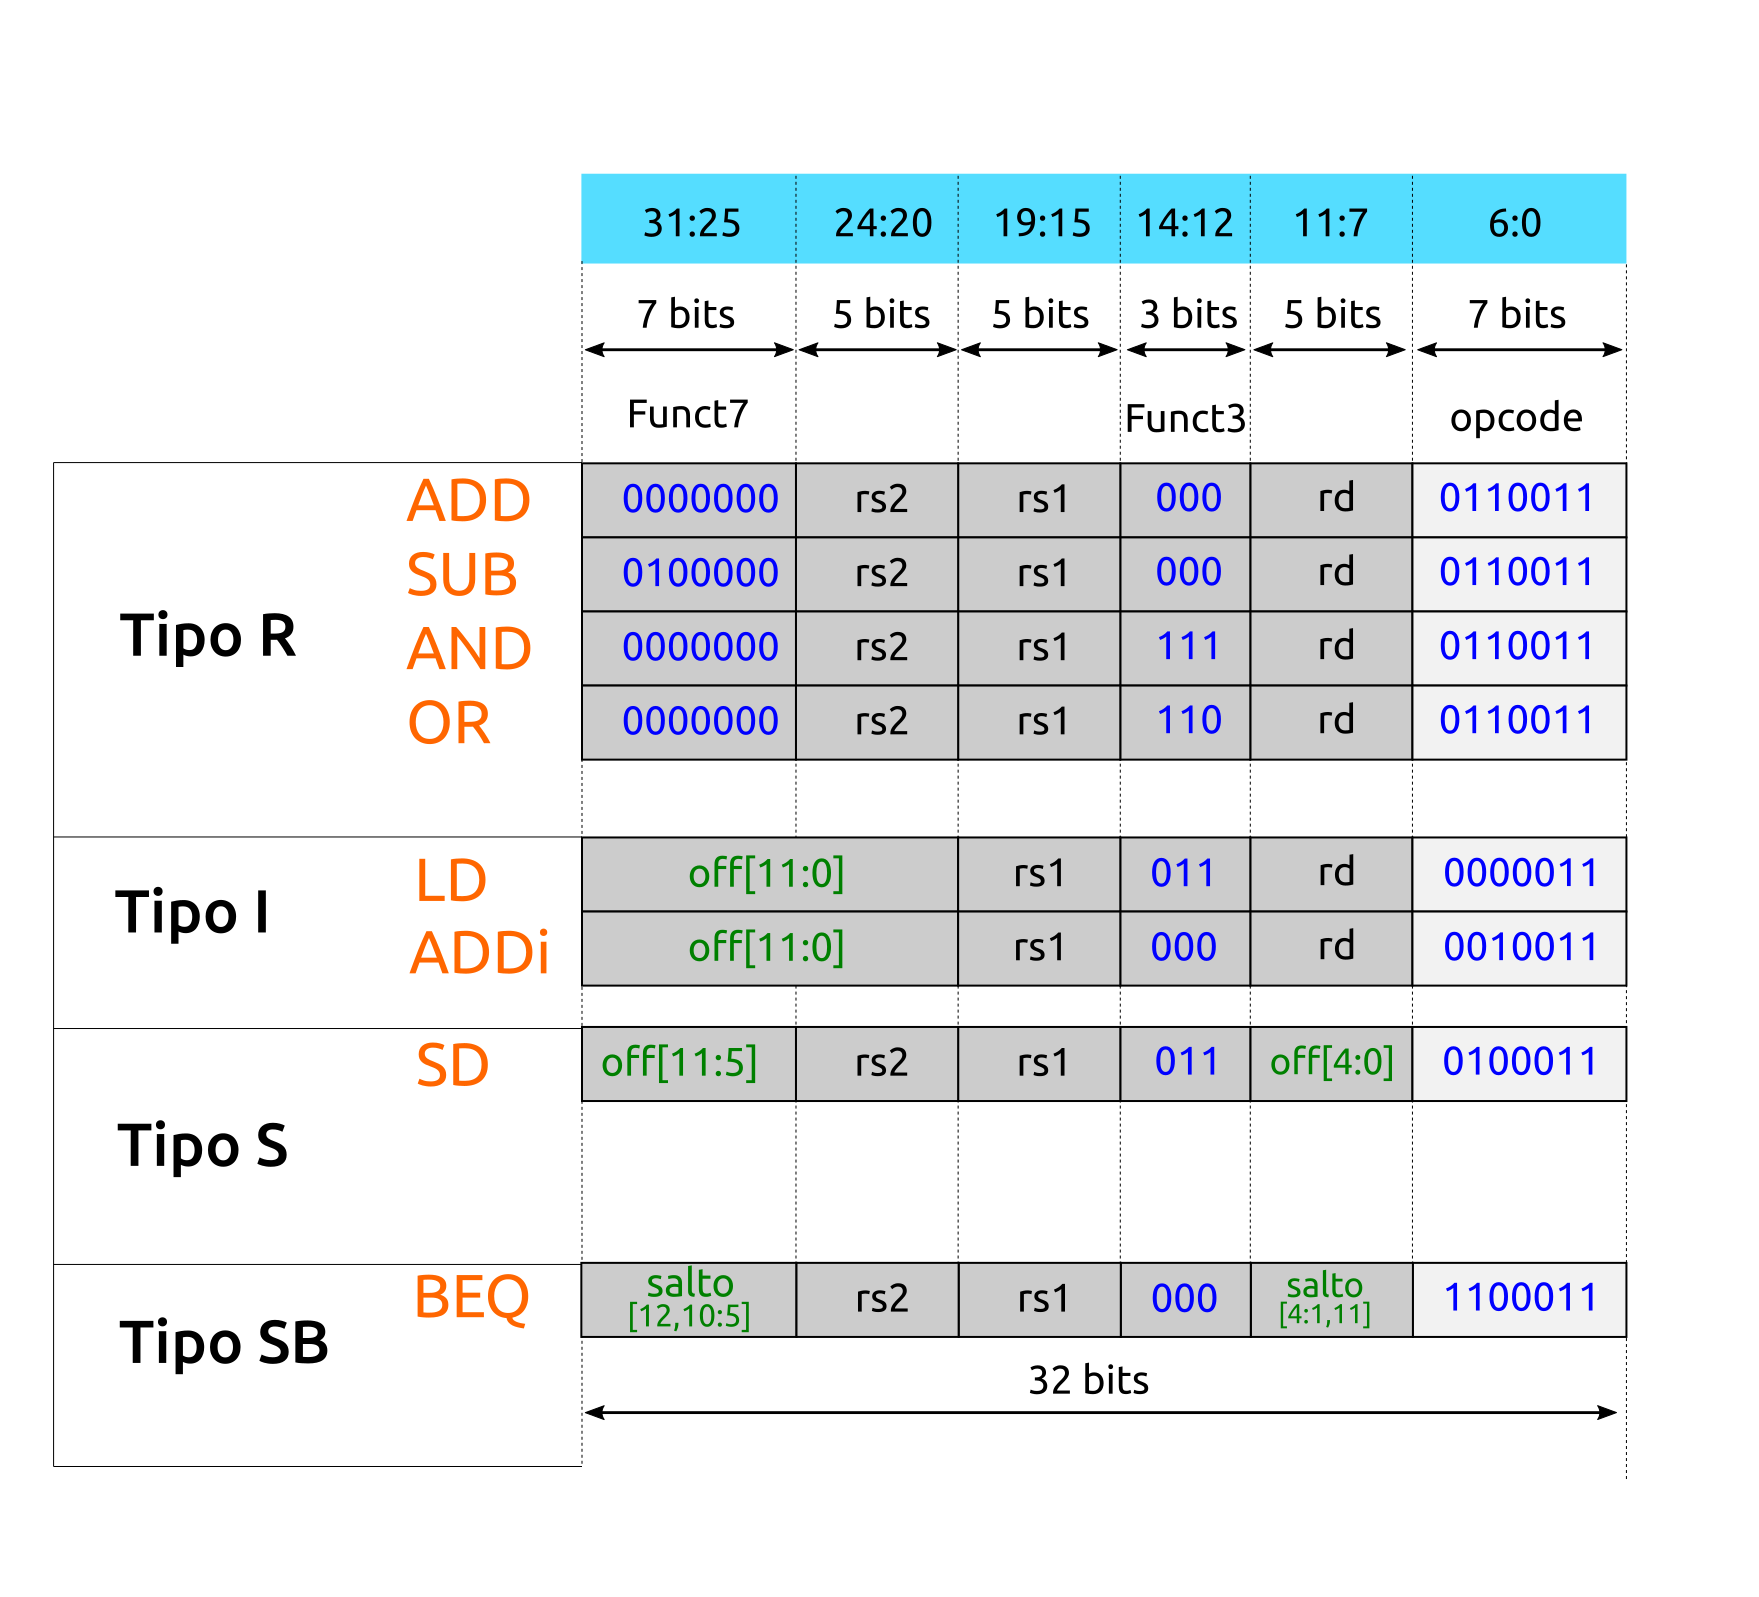 31:25 24:20 19:15 14:12 11:7 6:0
7 bits 5 bits 5 bits 3 bits 5 bits 7 bits
Funct7 Funct3 opcode
Tipo R
ADD 0000000 rs2 rs1 000 rd 0110011
SUB 0100000 rs2 rs1 000 rd 0110011
AND 0000000 rs2 rs1 111 rd 0110011
OR 0000000 rs2 rs1 110 rd 0110011
Tipo I
LD off[11:0] rs1 011 rd 0000011
ADDi off[11:0] rs1 000 rd 0010011
SD off[11:5] rs2 rs1 011 off[4:0] 0100011
Tipo S
BEQ salto [12,10:5] rs2 rs1 000 salto [4:1,11] 1100011
Tipo SB
32 bits